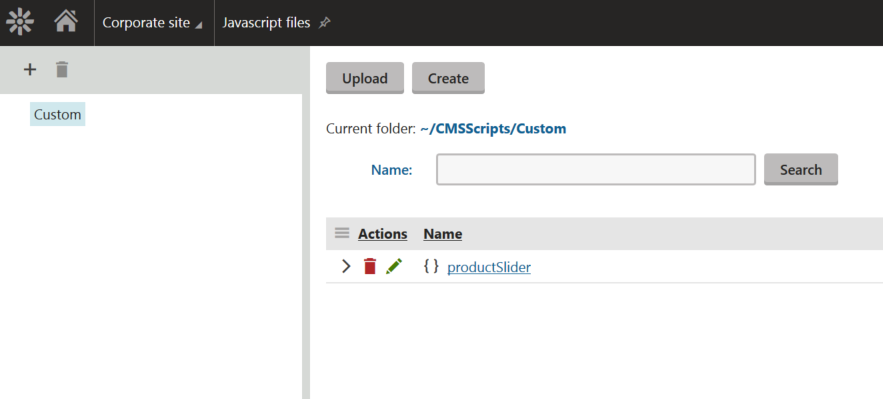 Corporate site
Javascript files
Upload
Create
Custom
Current folder: ~/CMSScripts/Custom
Name:
Search
Actions
Name
{ } productSlider